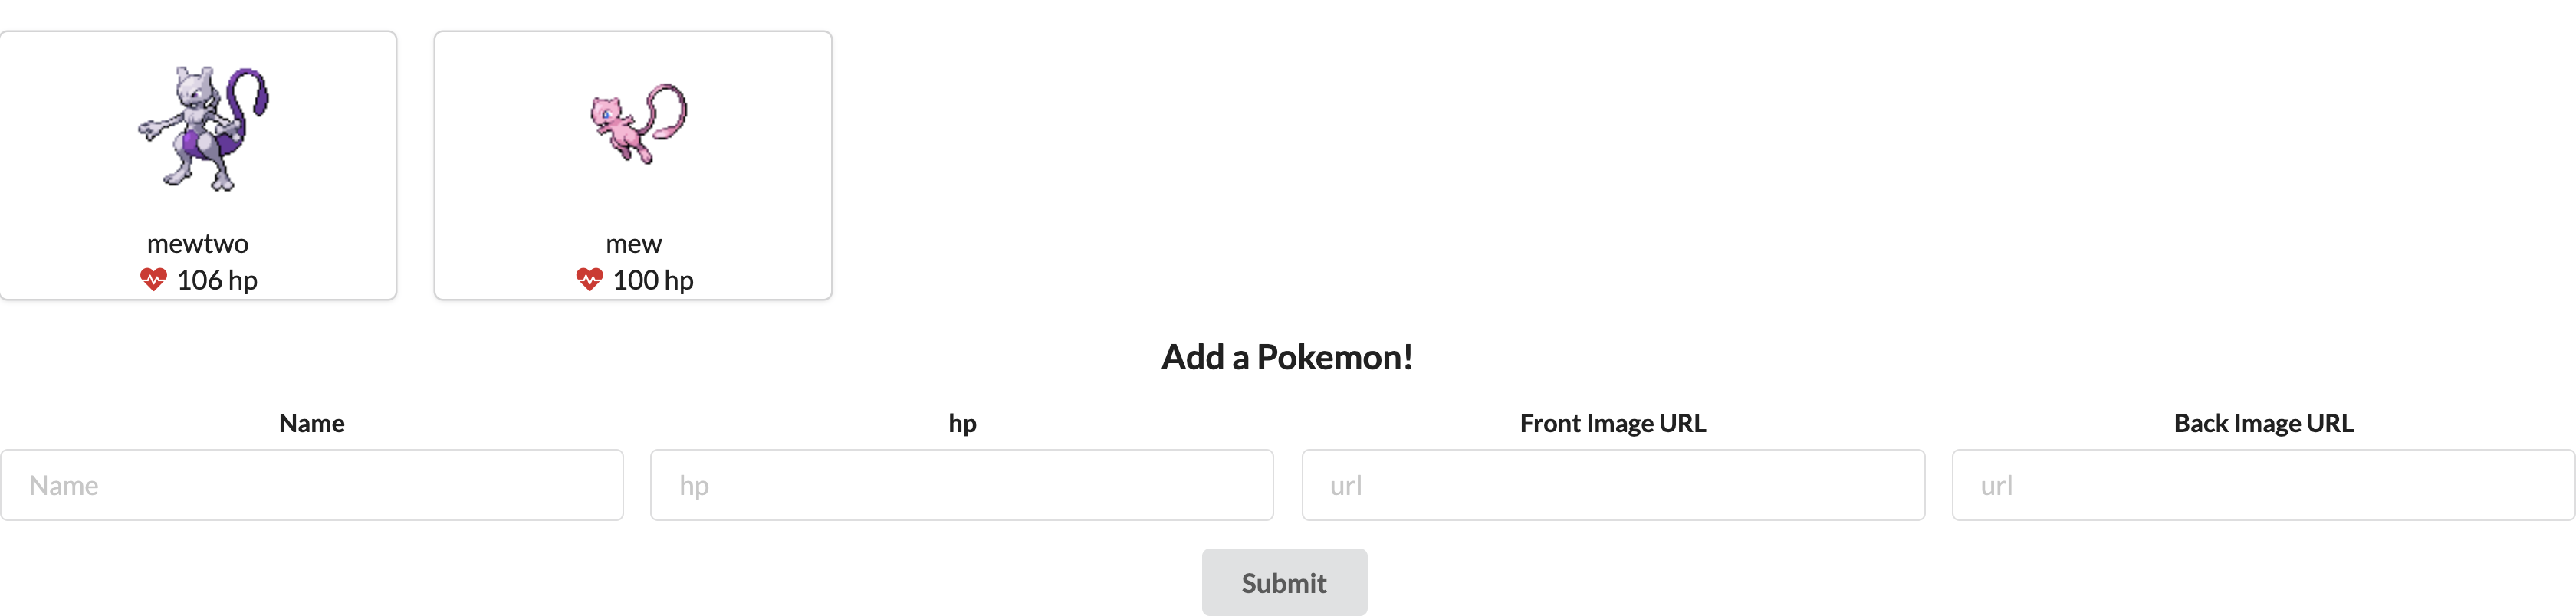 mewtwo
106 hp
mew
100 hp
Add a Pokemon!
Name
hp
Front Image URL
Back Image URL
Name
hp
url
url
Submit